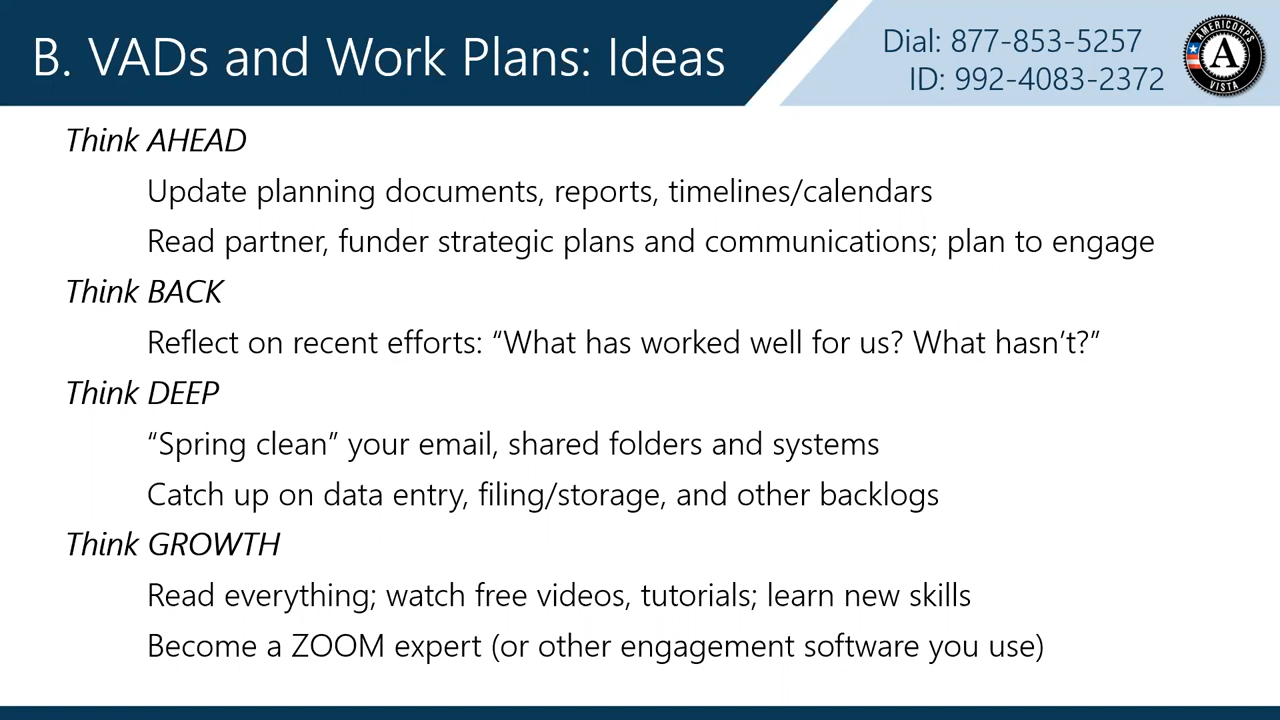 B. VADs and Work Plans: Ideas
Dial: 877-853-5257
ID: 992-4083-2372
AMERICORPS
A
VISTA
Think AHEAD
Update planning documents, reports, timelines/calendars
Read partner, funder strategic plans and communications; plan to engage
Think BACK
Reflect on recent efforts: “What has worked well for us? What hasn’t?”
Think DEEP
“Spring clean” your email, shared folders and systems
Catch up on data entry, filing/storage, and other backlogs
Think GROWTH
Read everything; watch free videos, tutorials; learn new skills
Become a ZOOM expert (or other engagement software you use)